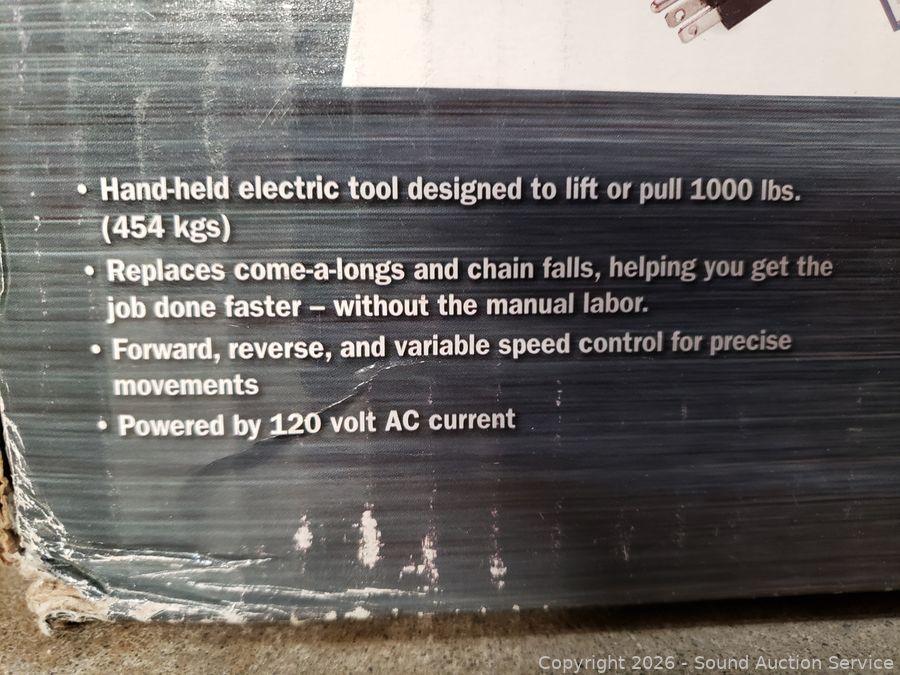 • Hand-held electric tool designed to lift or pull 1000 lbs.
(454 kgs)
• Replaces come-a-longs and chain falls, helping you get the
job done faster – without the manual labor.
• Forward, reverse, and variable speed control for precise
movements
• Powered by 120 volt AC current
Copyright 2026 - Sound Auction Service